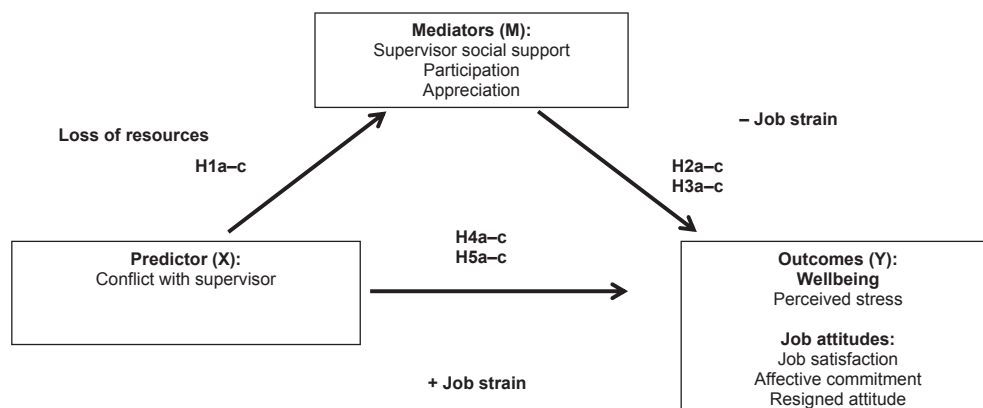 Mediators (M):
Supervisor social support
Participation
Appreciation
Loss of resources
– Job strain
H1a–c
H2a–c
H3a–c
H4a–c
H5a–c
Predictor (X):
Conflict with supervisor
Outcomes (Y):
Wellbeing
Perceived stress
Job attitudes:
Job satisfaction
Affective commitment
Resigned attitude
+ Job strain